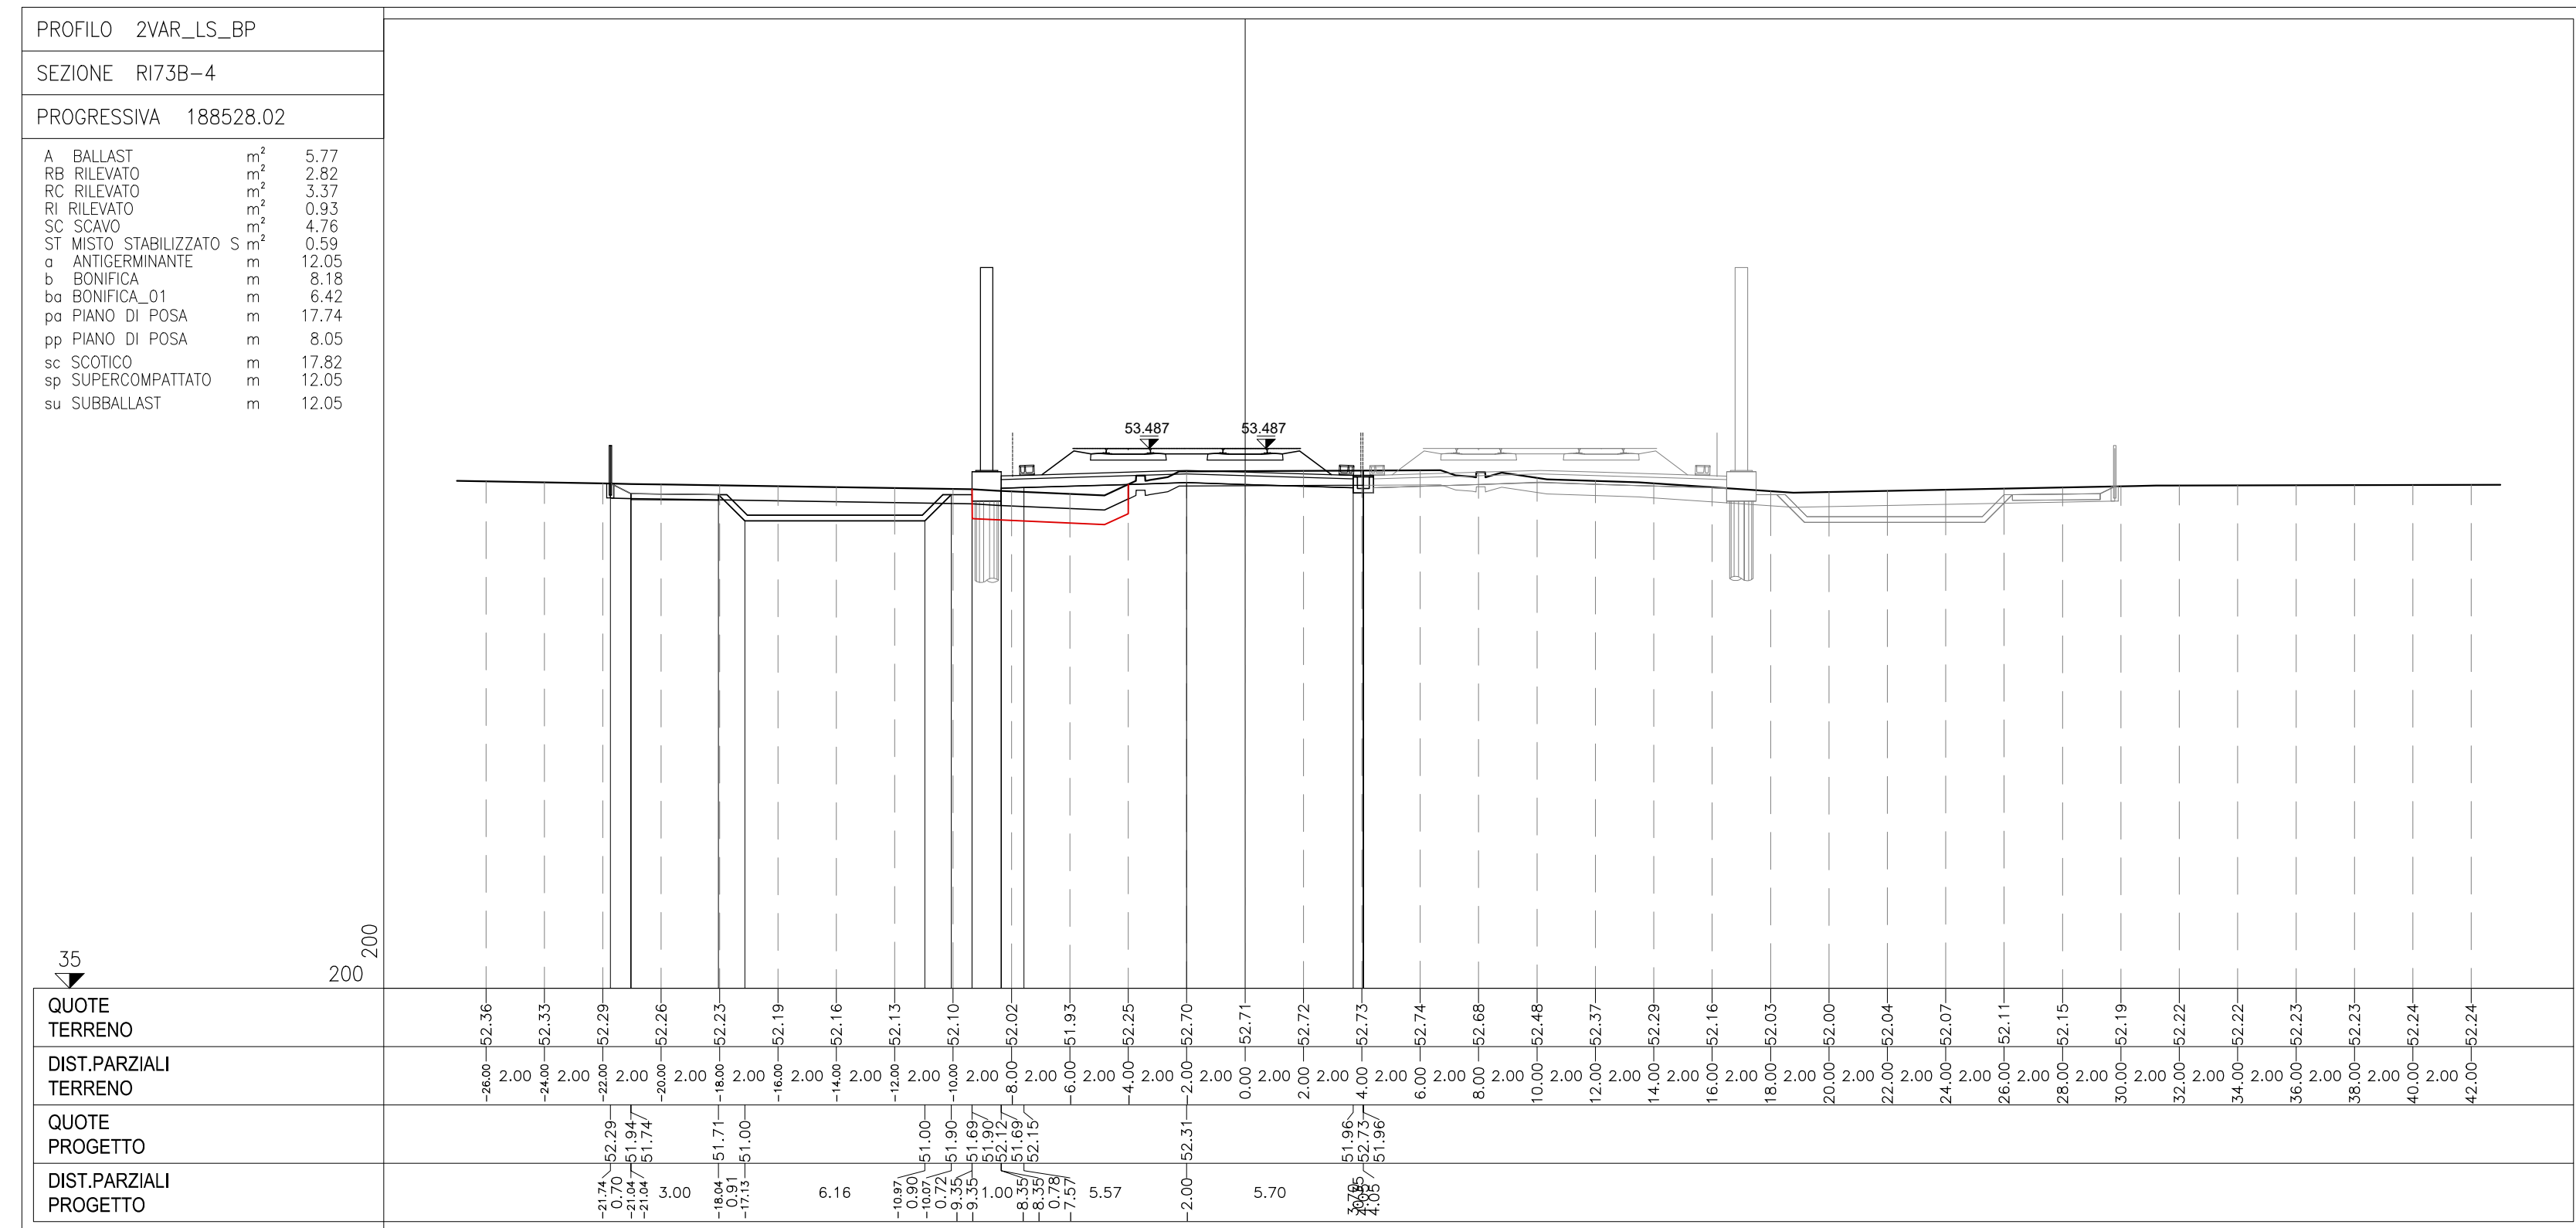 PROFILO 2VAR_LS_BP
SEZIONE RI73B-4
PROGRESSIVA 188528.02
A BALLAST m² 5.77
RB RILEVATO m² 2.82
RC RILEVATO m² 3.37
RI RILEVATO m² 0.93
SC SCAVO m² 4.76
ST MISTO STABILIZZATO S m² 0.59
a ANTIGERMINANTE m 12.05
b BONIFICA m 8.18
ba BONIFICA_01 m 6.42
pa PIANO DI POSA m 17.74
pp PIANO DI POSA m 8.05
sc SCOTICO m 17.82
sp SUPERCOMPATTATO m 12.05
su SUBBALLAST m 12.05
53.487 53.487
35
200
200
QUOTE TERRENO
52.36 52.33 52.29 52.26 52.23 52.19 52.16 52.13 52.10 52.02 51.93 52.25 52.70 52.71 52.72 52.73 52.74 52.68 52.48 52.37 52.29 52.16 52.03 52.00 52.04 52.07 52.11 52.15 52.19 52.22 52.22 52.23 52.23 52.24 52.24
DIST.PARZIALI TERRENO
-26.00 2.00 -24.00 2.00 -22.00 2.00 -20.00 2.00 -18.00 2.00 -16.00 2.00 -14.00 2.00 -12.00 2.00 -10.00 2.00 -8.00 2.00 -6.00 2.00 -4.00 2.00 -2.00 2.00 0.00 2.00 2.00 2.00 4.00 2.00 6.00 2.00 8.00 2.00 10.00 2.00 12.00 2.00 14.00 2.00 16.00 2.00 18.00 2.00 20.00 2.00 22.00 2.00 24.00 2.00 26.00 2.00 28.00 2.00 30.00 2.00 32.00 2.00 34.00 2.00 36.00 2.00 38.00 2.00 40.00 2.00 42.00
QUOTE PROGETTO
52.29 51.94 51.74 51.71 51.00 51.00 51.90 51.69 51.90 52.12 51.69 52.15 52.31 51.96 52.73 51.96
DIST.PARZIALI PROGETTO
-21.74 0.70 -21.04 -21.04 3.00 -18.04 0.91 -17.13 6.16 -10.97 0.90 -10.07 0.72 -9.35 -9.35 1.00 -8.35 -8.35 0.78 -7.57 5.57 -2.00 5.70 3.70 4.05